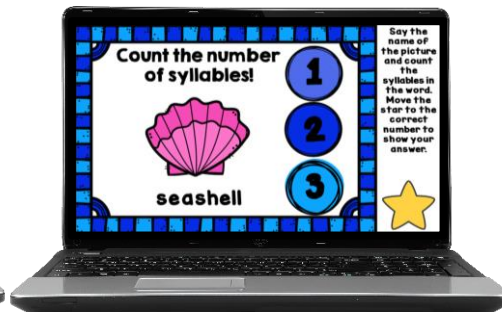 Count the number
of syllables!
1
2
3
seashell
Say the
name of
the picture
and count
the
syllables in
the word.
Move the
star to the
correct
number to
show your
answer.